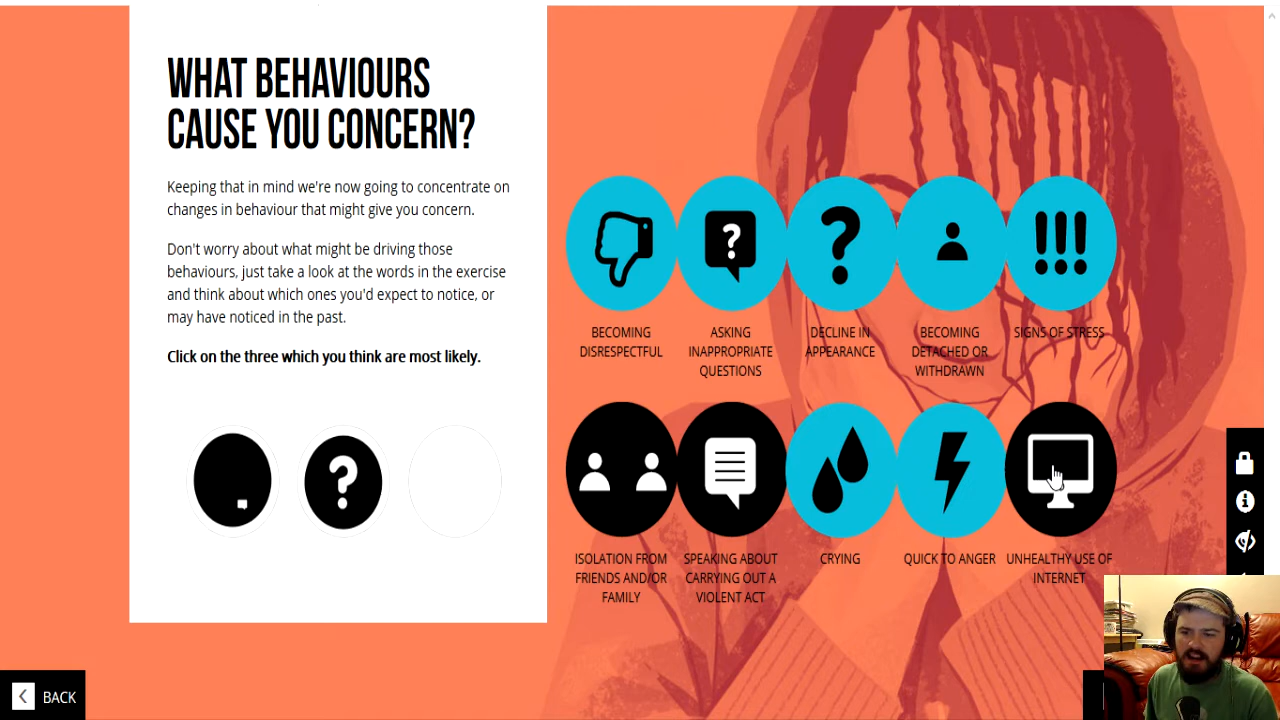 WHAT BEHAVIOURS
CAUSE YOU CONCERN?
Keeping that in mind we're now going to concentrate on
changes in behaviour that might give you concern.
Don't worry about what might be driving those
behaviours, just take a look at the words in the exercise
and think about which ones you'd expect to notice, or
may have noticed in the past.
Click on the three which you think are most likely.
?
?
?
!!!
BECOMING
DISRESPECTFUL
ASKING
INAPPROPRIATE
QUESTIONS
DECLINE IN
APPEARANCE
BECOMING
DETACHED OR
WITHDRAWN
SIGNS OF STRESS
ISOLATION FROM
FRIENDS AND/OR
FAMILY
SPEAKING ABOUT
CARRYING OUT A
VIOLENT ACT
CRYING
QUICK TO ANGER
UNHEALTHY USE OF
INTERNET
BACK